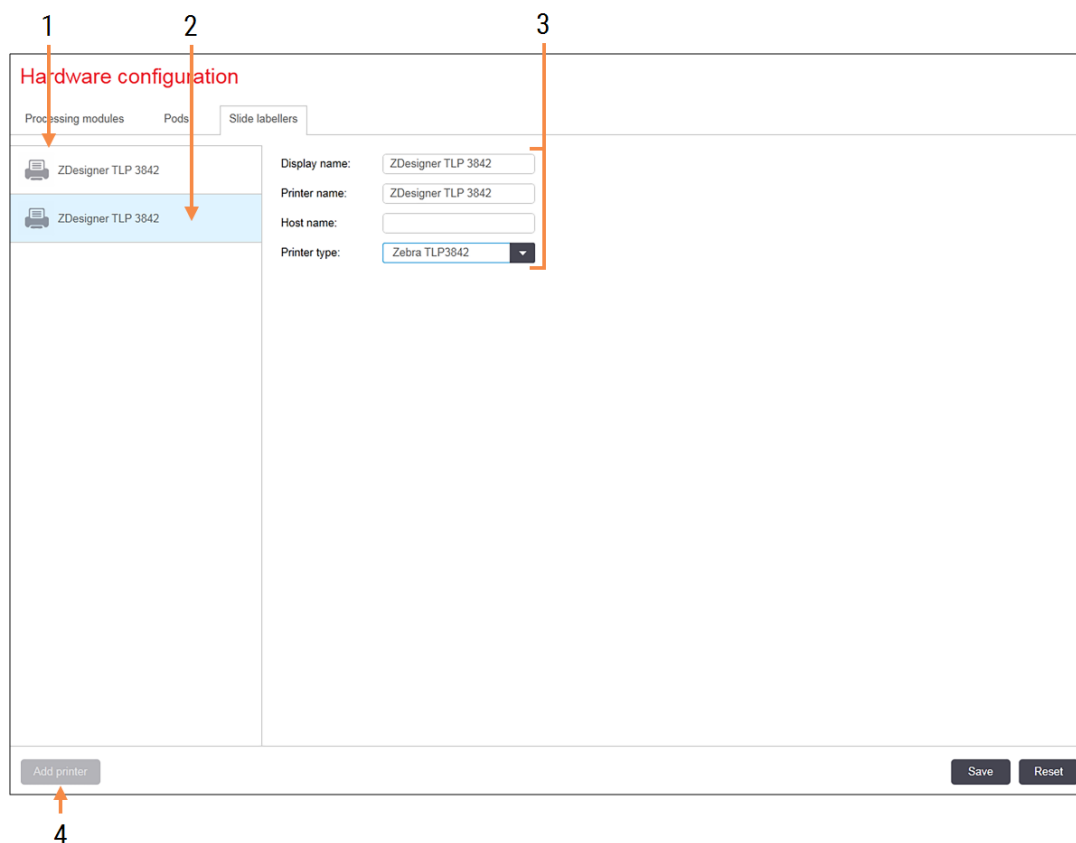 1 2 3
Hardware configuration
Processing modules Pods Slide labellers
ZDesigner TLP 3842
ZDesigner TLP 3842
Display name: ZDesigner TLP 3842
Printer name: ZDesigner TLP 3842
Host name:
Printer type: Zebra TLP3842
Add printer Save Reset
4